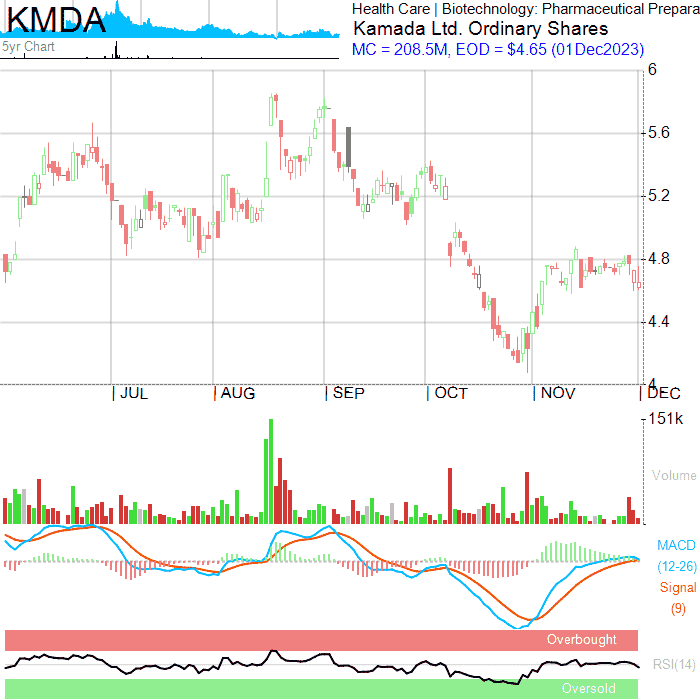 KMDA
5yr Chart
Health Care | Biotechnology: Pharmaceutical Prepara
Kamada Ltd. Ordinary Shares
MC = 208.5M, EOD = $4.65 (01Dec2023)
6
5.6
5.2
4.8
4.4
4
| JUL | AUG | SEP | OCT | NOV | DEC
151k
Volume
MACD
(12-26)
Signal
(9)
Overbought
RSI(14)
Oversold